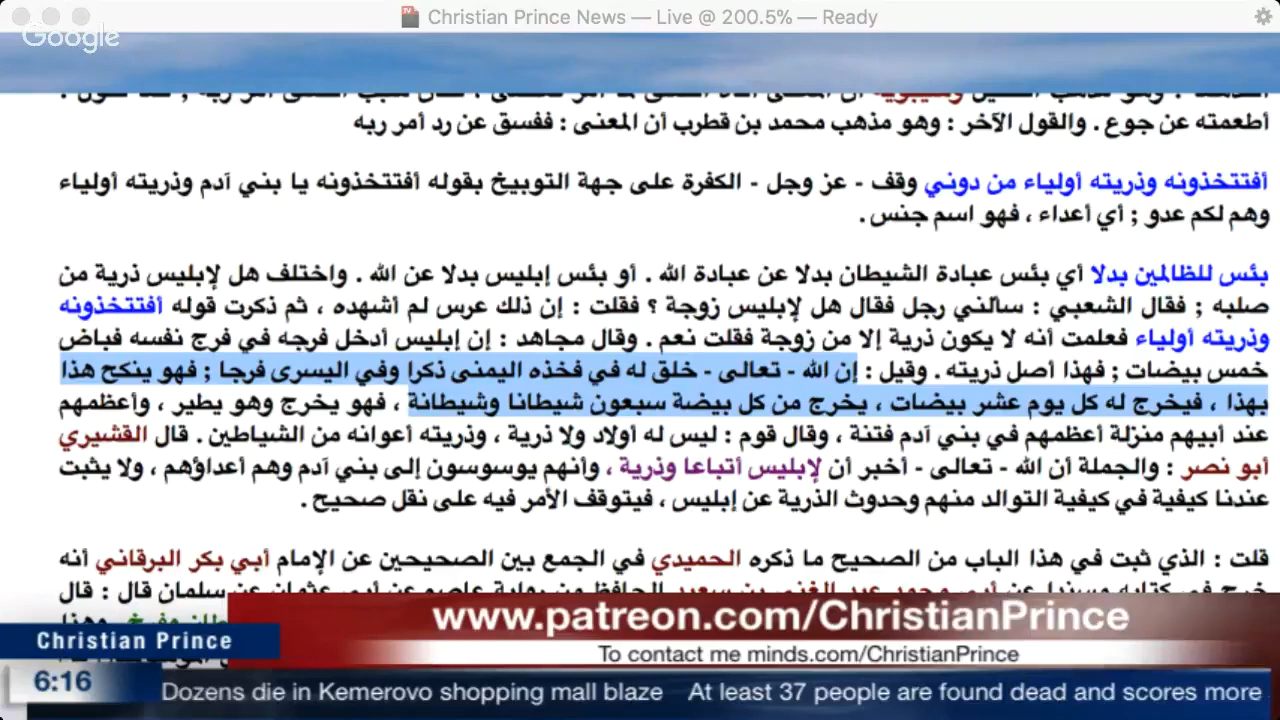 Christian Prince News — Live @ 200.5% — Ready
Google
أطعمته عن جوع . والقول الآخر : وهو مذهب محمد بن قطرب أن المعنى : ففسق عن رد أمر ربه
أفتتخذونه وذريته أولياء من دوني وقف - عز وجل - الكفرة على جهة التوبيخ بقوله أفتتخذونه يا بني آدم وذريته أولياء
وهم لكم عدو ; أي أعداء ، فهو اسم جنس .
بئس للظالمين بدلا أي بئس عبادة الشيطان بدلا عن عبادة الله . أو بئس إبليس بدلا عن الله . واختلف هل لإبليس ذرية من
صلبه ; فقال الشعبي : سألني رجل فقال هل لإبليس زوجة ؟ فقلت : إن ذلك عرس لم أشهده ، ثم ذكرت قوله أفتتخذونه
وذريته أولياء فعلمت أنه لا يكون ذرية إلا من زوجة فقلت نعم . وقال مجاهد : إن إبليس أدخل فرجه في فرج نفسه فباض
خمس بيضات ; فهذا أصل ذريته . وقيل : إن الله - تعالى - خلق له في فخذه اليمنى ذكرا وفي اليسرى فرجا ; فهو ينكح هذا
بهذا ، فيخرج له كل يوم عشر بيضات ، يخرج من كل بيضة سبعون شيطانا وشيطانة ، فهو يخرج وهو يطير ، وأعظمهم
عند أبيهم منزلة أعظمهم في بني آدم فتنة ، وقال قوم : ليس له أولاد ولا ذرية ، وذريته أعوانه من الشياطين . قال القشيري
أبو نصر : والجملة أن الله - تعالى - أخبر أن لإبليس أتباعا وذرية ، وأنهم يوسوسون إلى بني آدم وهم أعداؤهم ، ولا يثبت
عندنا كيفية في كيفية التوالد منهم وحدوث الذرية عن إبليس ، فيتوقف الأمر فيه على نقل صحيح .
قلت : الذي ثبت في هذا الباب من الصحيح ما ذكره الحميدي في الجمع بين الصحيحين عن الإمام أبي بكر البرقاني أنه
سلمان قال : قال
www.patreon.com/ChristianPrince
Christian Prince
To contact me minds.com/ChristianPrince
6:16
Dozens die in Kemerovo shopping mall blaze At least 37 people are found dead and scores more